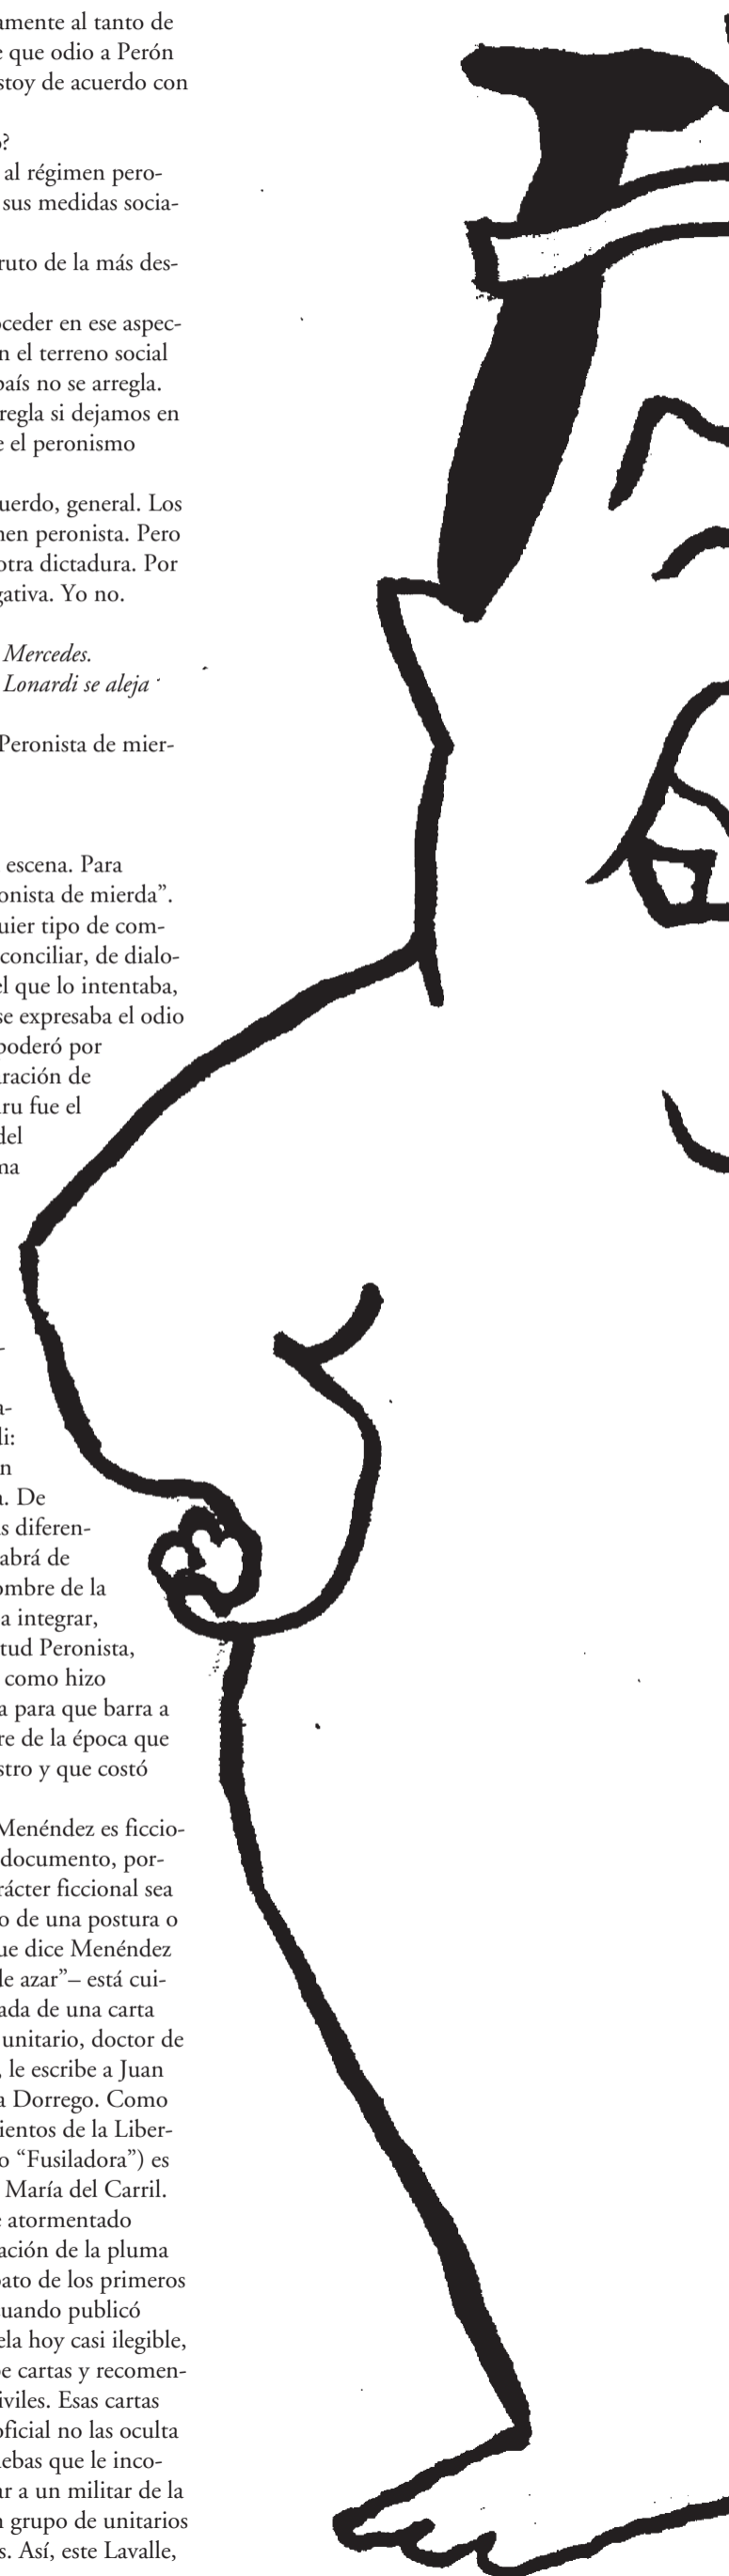 amente al tanto de
e que odio a Perón
stoy de acuerdo con
o?
al régimen pero-
sus medidas socia-
ruto de la más des-
oceder en ese aspec-
n el terreno social
país no se arregla.
regla si dejamos en
e el peronismo
uerdo, general. Los
nen peronista. Pero
otra dictadura. Por
gativa. Yo no.
Mercedes.
Lonardi se aleja
Peronista de mier-
escena. Para
onista de mierda”.
uier tipo de com-
conciliar, de dialo-
el que lo intentaba,
se expresaba el odio
poderó por
aración de
ru fue el
del
na
-
a-
di:
n
a. De
s diferen-
abrá de
ombre de la
a integrar,
tud Peronista,
como hizo
a para que barra a
re de la época que
stro y que costó
Menéndez es ficcio-
documento, por-
rácter ficcional sea
o de una postura o
ue dice Menéndez
le azar”– está cui-
ada de una carta
unitario, doctor de
, le escribe a Juan
a Dorrego. Como
ientos de la Liber-
o “Fusiladora”) es
María del Carril.
e atormentado
ación de la pluma
bato de los primeros
uando publicó
ela hoy casi ilegible,
be cartas y recomen-
iviles. Esas cartas
oficial no las oculta
ebas que le inco-
ar a un militar de la
n grupo de unitarios
s. Así, este Lavalle,